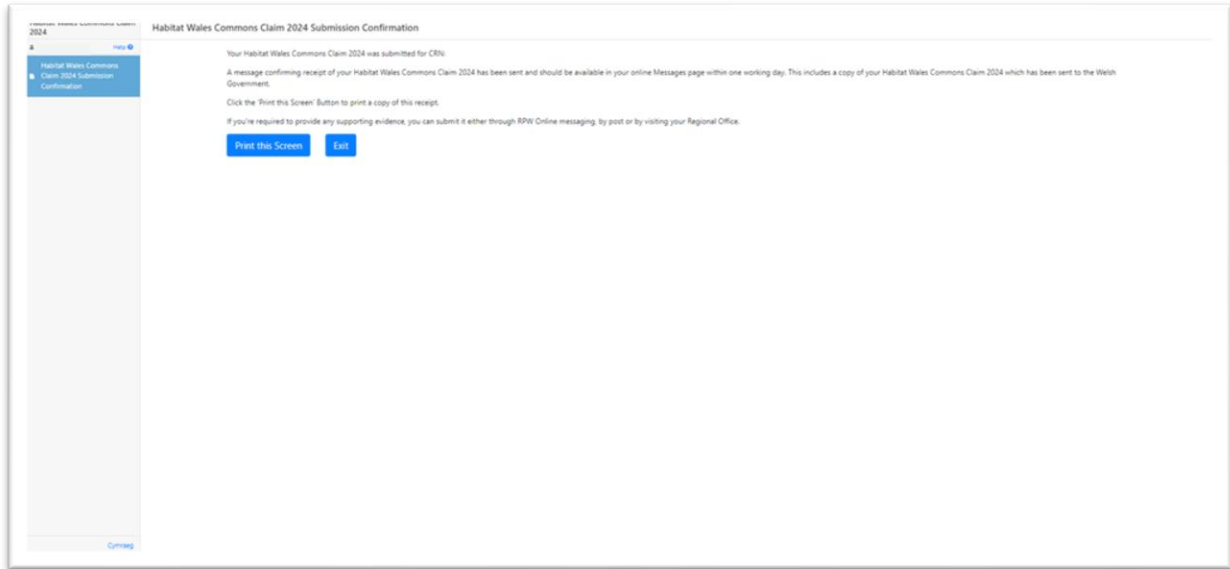 Habitat Wales Commons Claim
2024
Help
Habitat Wales Commons
Claim 2024 Submission
Confirmation
Cymraeg
Habitat Wales Commons Claim 2024 Submission Confirmation
Your Habitat Wales Commons Claim 2024 was submitted for CRN:
A message confirming receipt of your Habitat Wales Commons Claim 2024 has been sent and should be available in your online Messages page within one working day. This includes a copy of your Habitat Wales Commons Claim 2024 which has been sent to the Welsh
Government.
Click the 'Print this Screen' Button to print a copy of this receipt.
If you're required to provide any supporting evidence, you can submit it either through RPW Online messaging, by post or by visiting your Regional Office.
Print this Screen
Exit